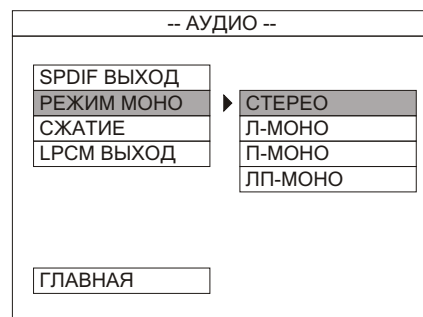 -- АУДИО --
SPDIF ВЫХОД
РЕЖИМ МОНО
СЖАТИЕ
LPCM ВЫХОД
СТЕРЕО
Л-МОНО
П-МОНО
ЛП-МОНО
ГЛАВНАЯ